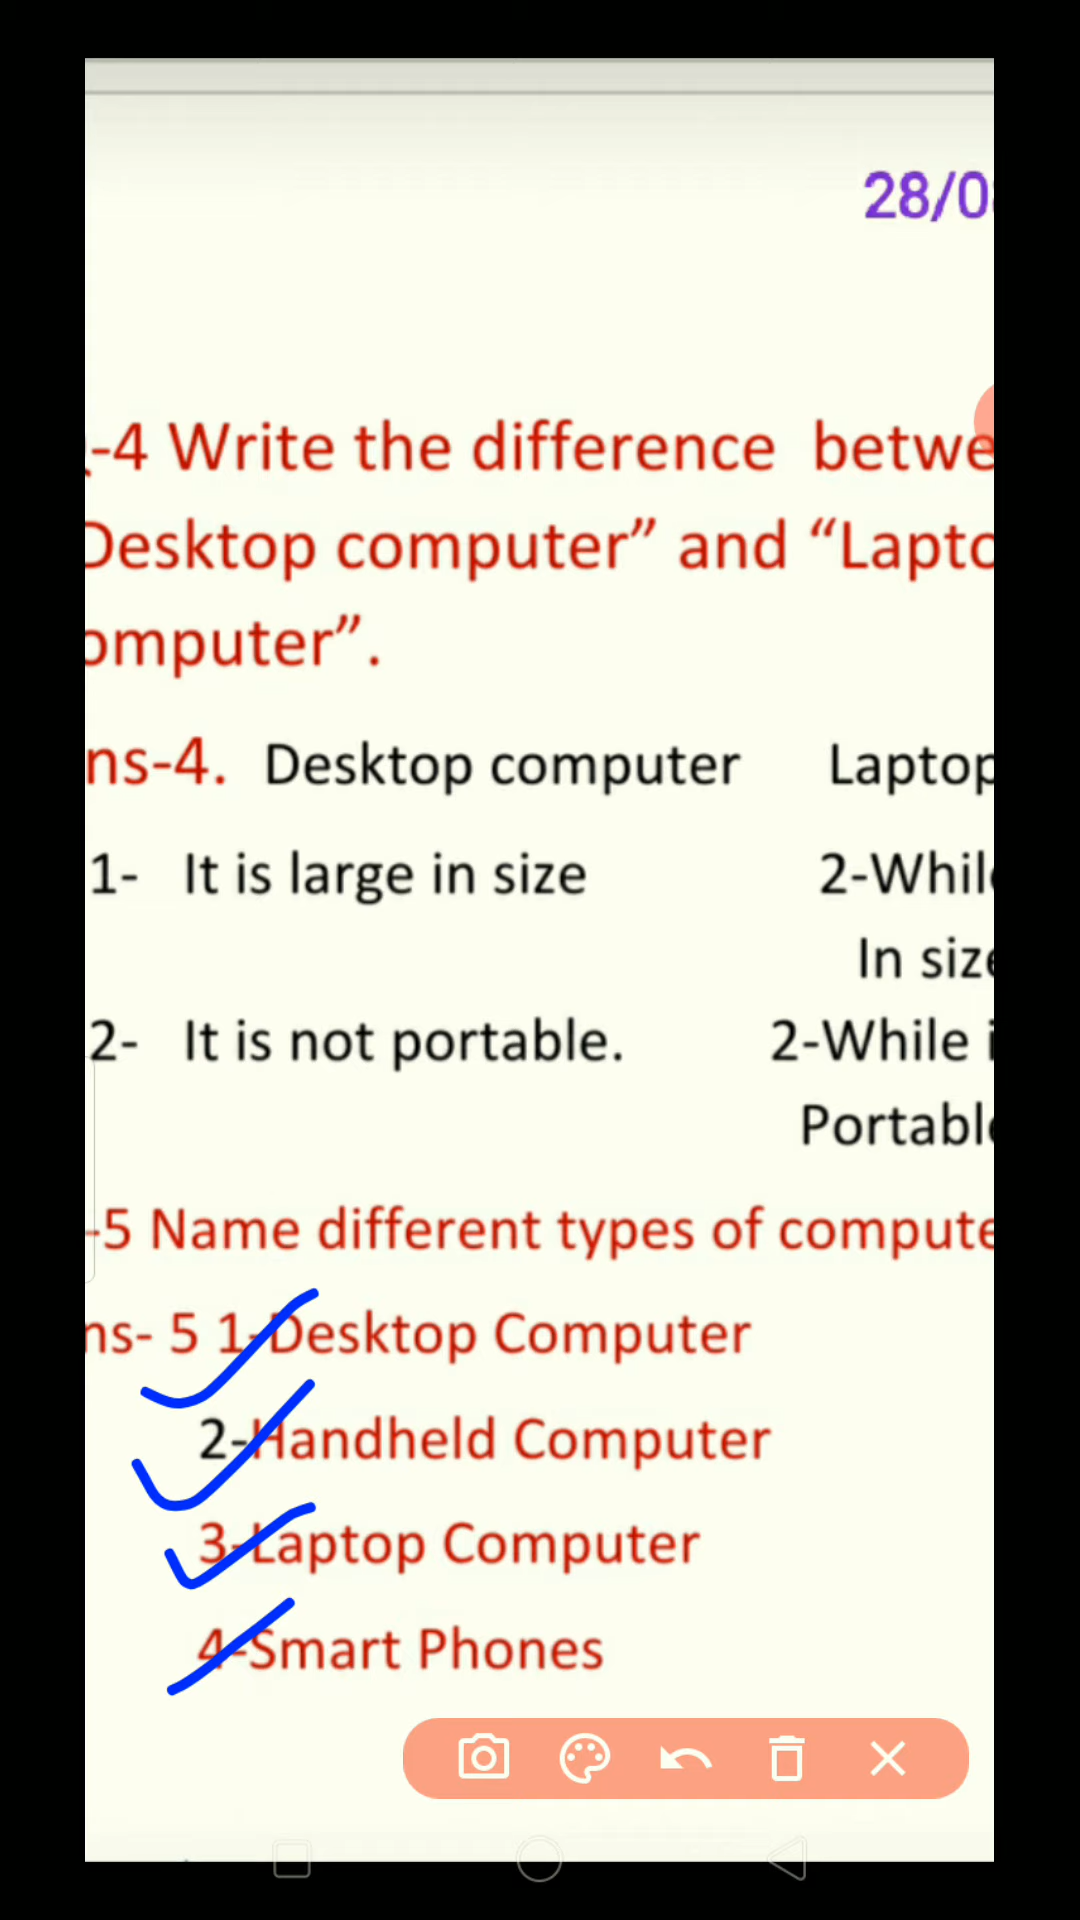 28/0
-4 Write the difference betwe
Desktop computer” and “Lapto
omputer”.
ns-4. Desktop computer Laptop
1- It is large in size 2-While
In size
2- It is not portable. 2-While i
Portable
-5 Name different types of compute
ns- 5 1-Desktop Computer
2-Handheld Computer
3-Laptop Computer
4-Smart Phones